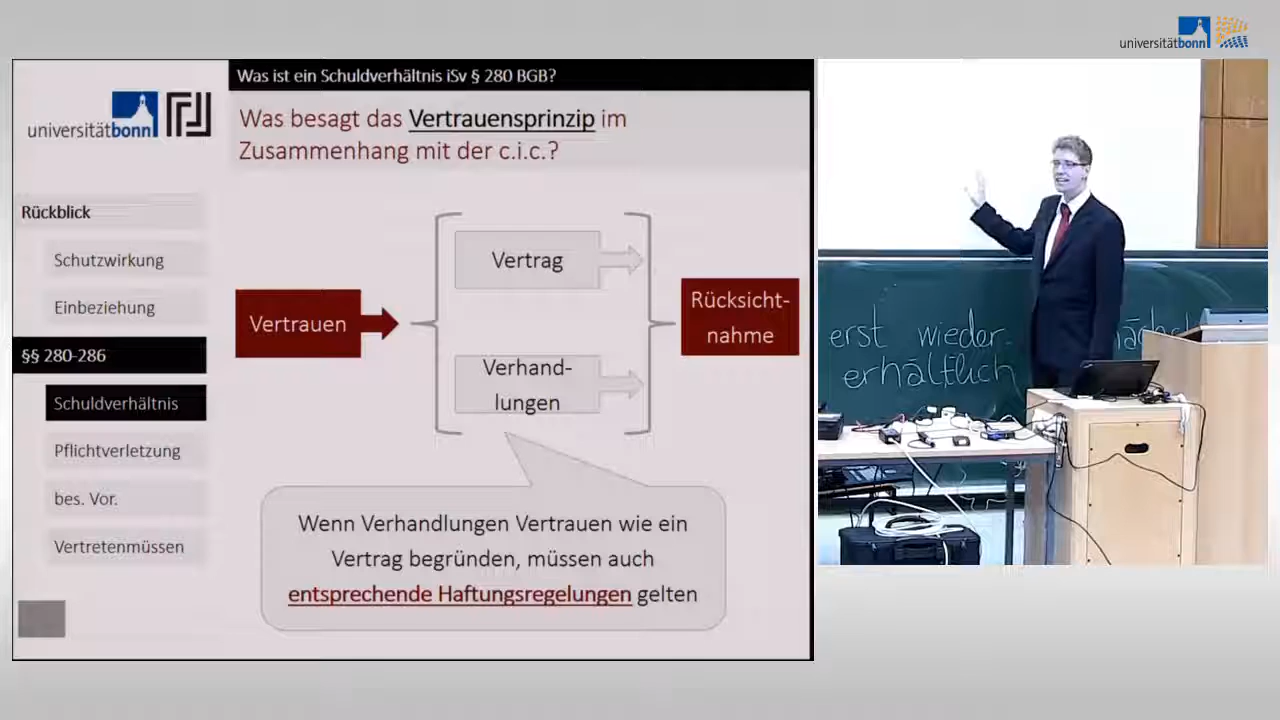 universitätbonn
Was ist ein Schuldverhältnis iSv § 280 BGB?
universitätbonn
Was besagt das Vertrauensprinzip im
Zusammenhang mit der c.i.c.?
Rückblick
Schutzwirkung
Einbeziehung
§§ 280-286
Schuldverhältnis
Pflichtverletzung
bes. Vor.
Vertretenmüssen
Vertrauen
Vertrag
Verhand-
lungen
Rücksicht-
nahme
Wenn Verhandlungen Vertrauen wie ein
Vertrag begründen, müssen auch
entsprechende Haftungsregelungen gelten
erst wieder
erhältlich